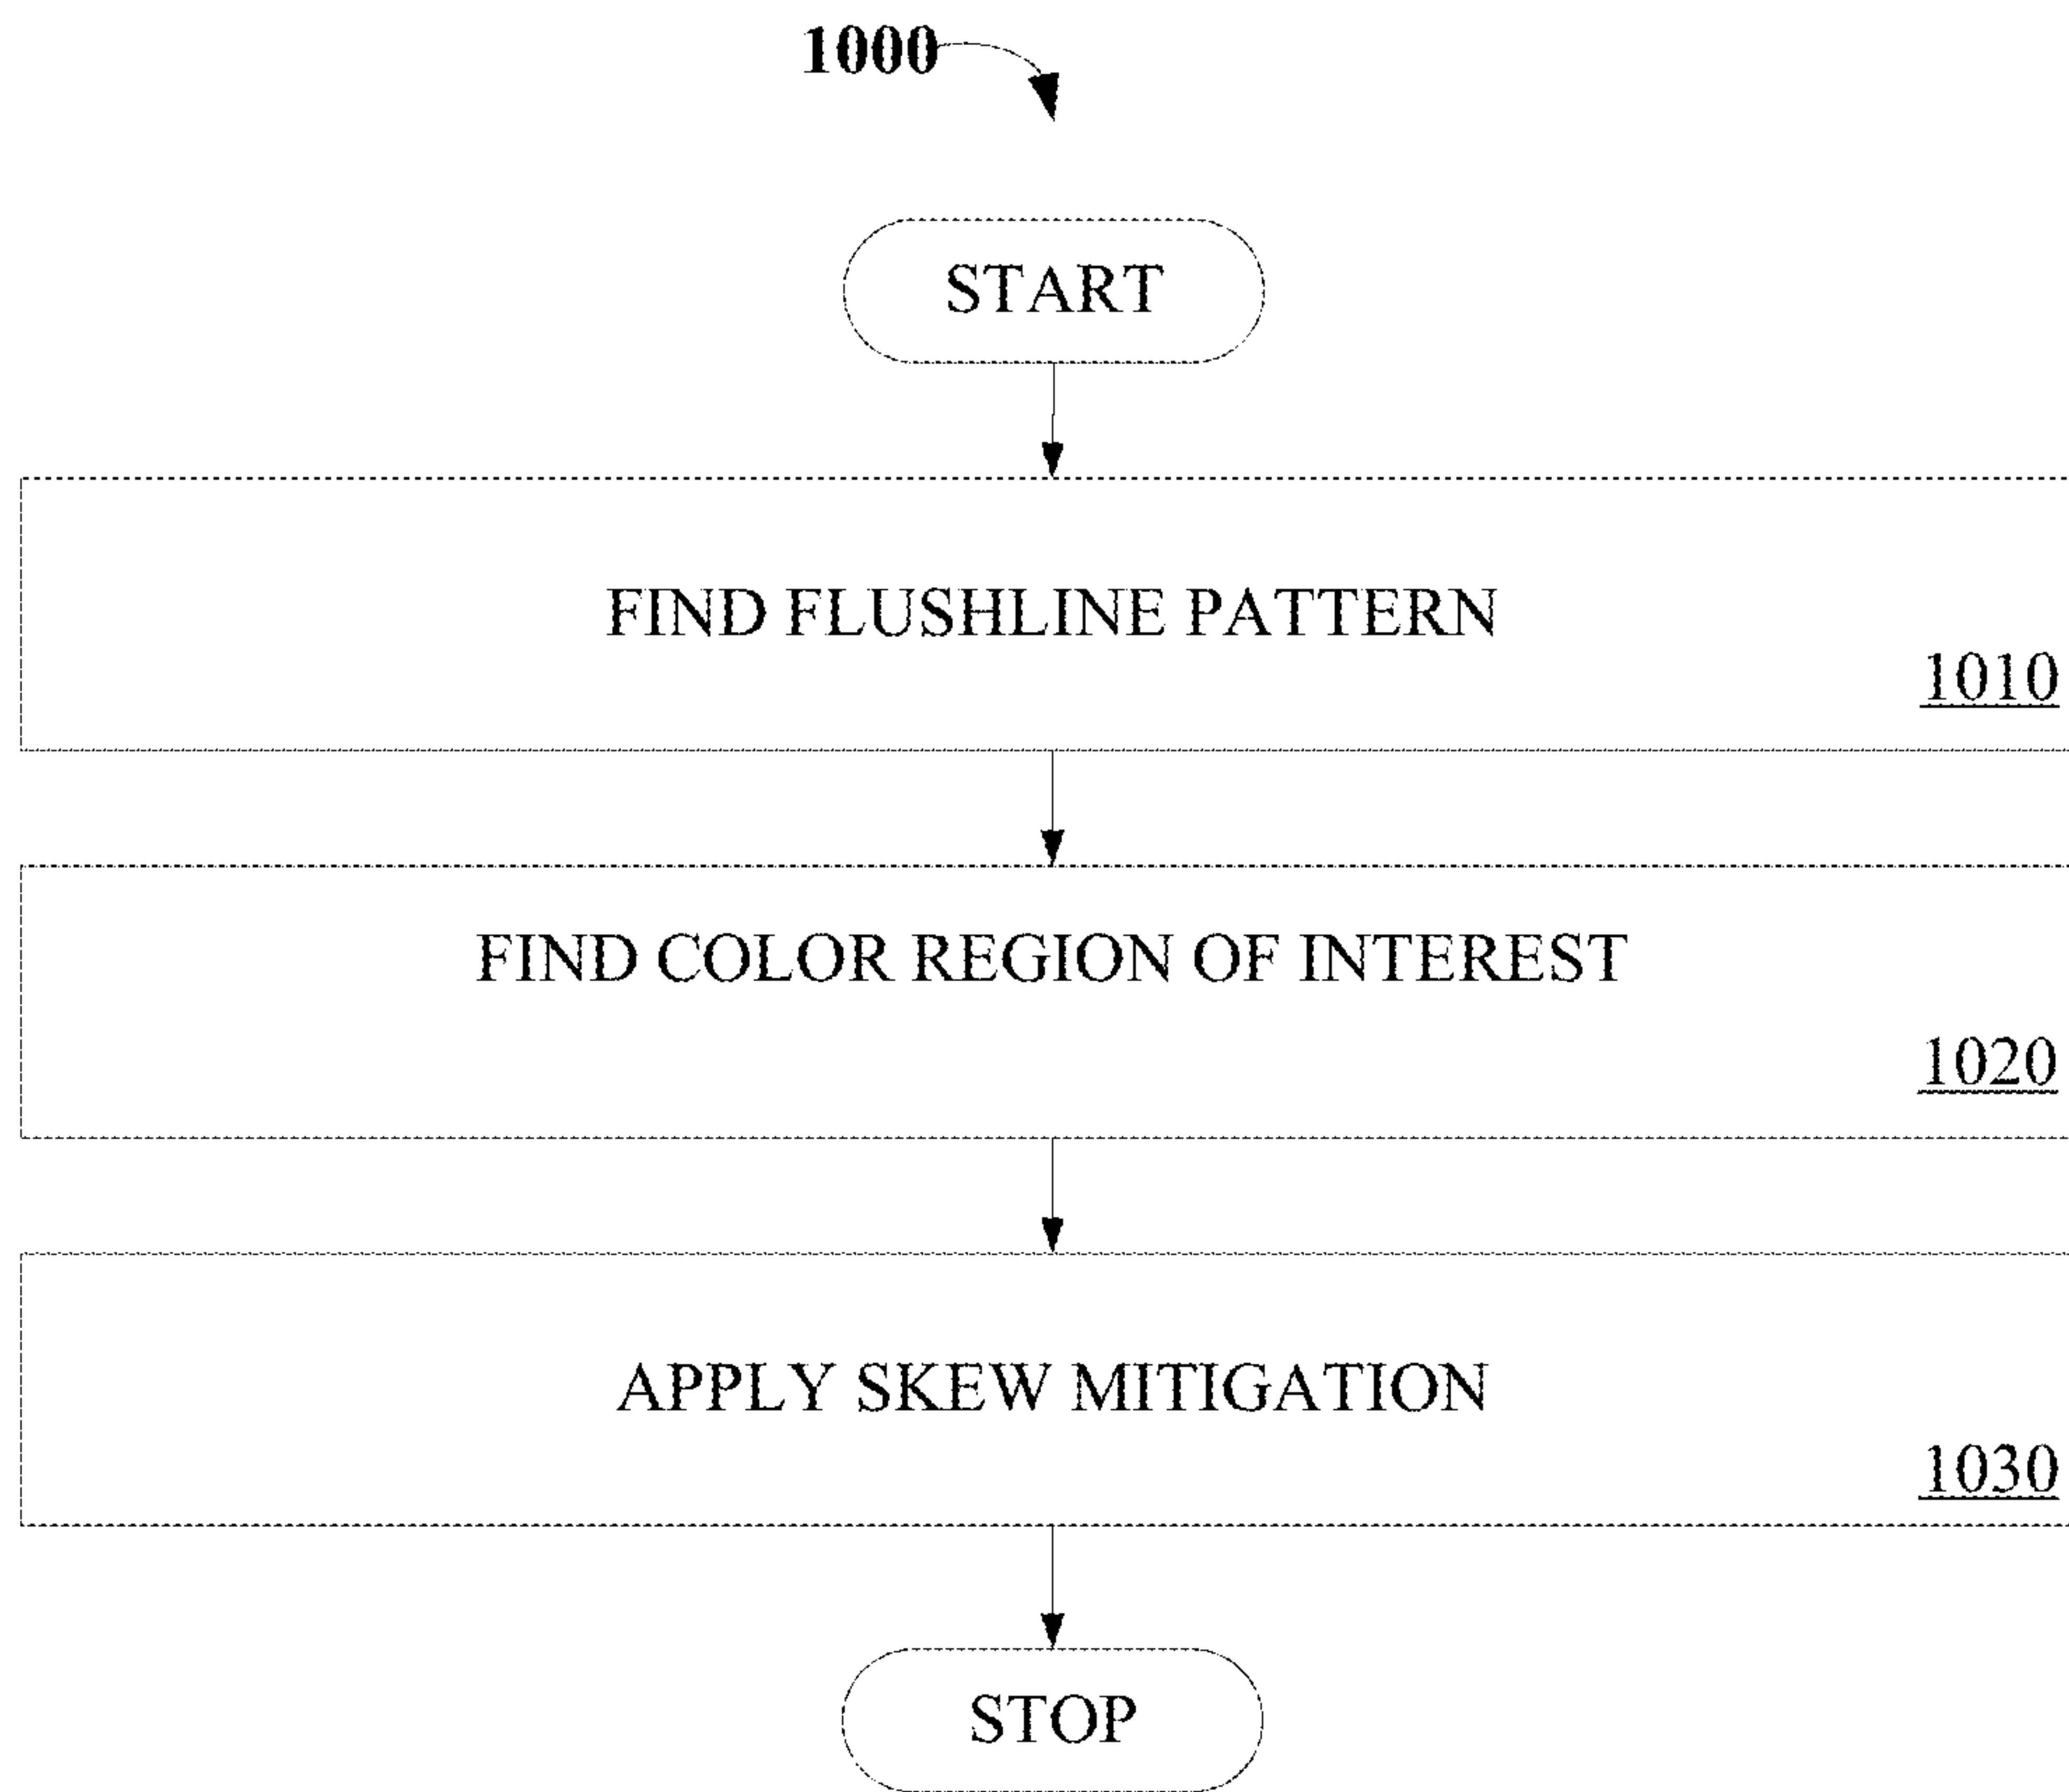 1000
START
FIND FLUSHLINE PATTERN
1010
FIND COLOR REGION OF INTEREST
1020
APPLY SKEW MITIGATION
1030
STOP